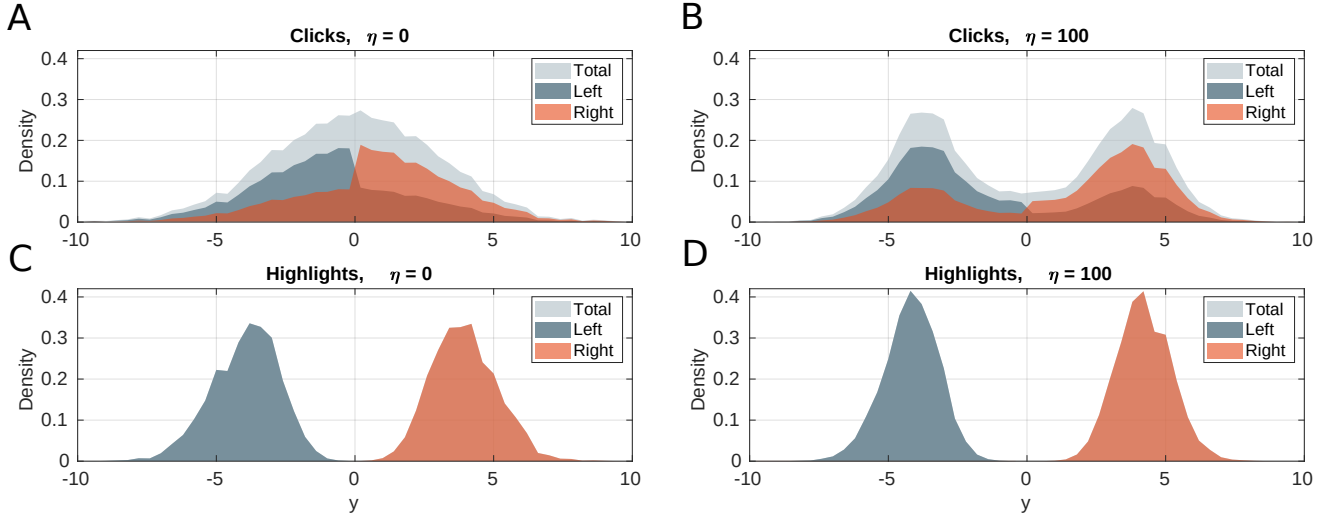 A
Clicks, η = 0
Density
0.4
0.3
0.2
0.1
0
Total
Left
Right
-10 -5 0 5 10
B
Clicks, η = 100
Density
0.4
0.3
0.2
0.1
0
Total
Left
Right
-10 -5 0 5 10
C
Highlights, η = 0
Density
0.4
0.3
0.2
0.1
0
Total
Left
Right
-10 -5 0 5 10
y
D
Highlights, η = 100
Density
0.4
0.3
0.2
0.1
0
Total
Left
Right
-10 -5 0 5 10
y